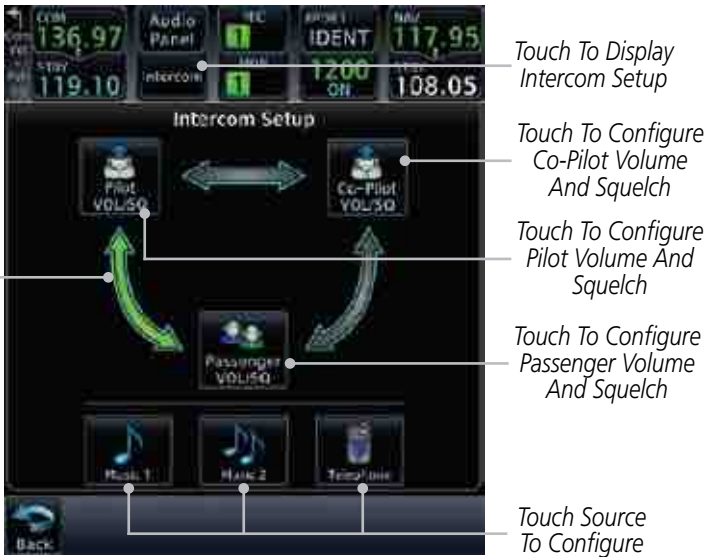 COM
136.97
STBY
119.10
Audio
Panel
Intercom
1
1
IDENT
1200
ON
NAV
117.95
108.05
Touch To Display
Intercom Setup
Intercom Setup
Pilot
VOL/SQ
Co-Pilot
VOL/SQ
Touch To Configure
Co-Pilot Volume
And Squelch
Touch To Configure
Pilot Volume And
Squelch
Passenger
VOL/SQ
Touch To Configure
Passenger Volume
And Squelch
Music 1
Music 2
Telephone
Back
Touch Source
To Configure